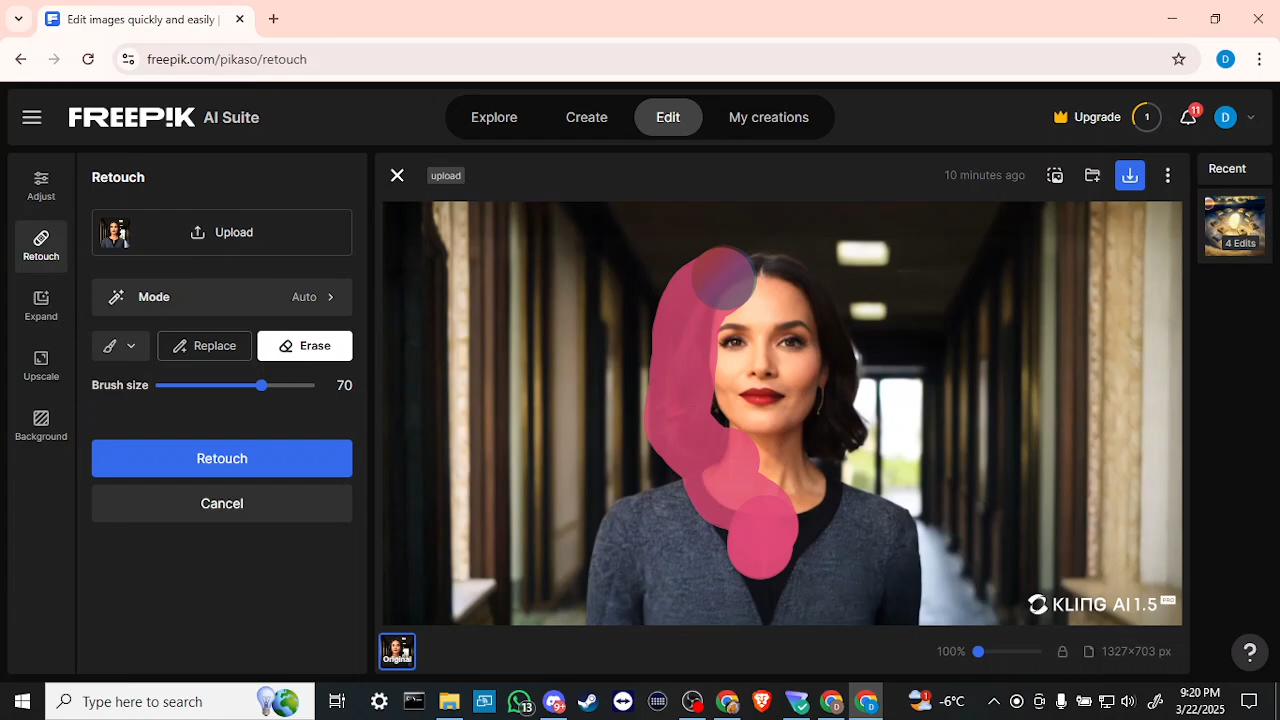 Edit images quickly and easily |
freepik.com/pikaso/retouch
D
FREEPIK AI Suite
Explore
Create
Edit
My creations
Upgrade
1
11
D
Adjust
Retouch
Expand
Upscale
Background
Retouch
Upload
Mode
Auto
Replace
Erase
Brush size
70
Retouch
Cancel
upload
10 minutes ago
Recent
4 Edits
KLING AI 1.5 PRO
Original
100%
1327×703 px
?
Type here to search
13
1
-6°C
9:20 PM
3/22/2025